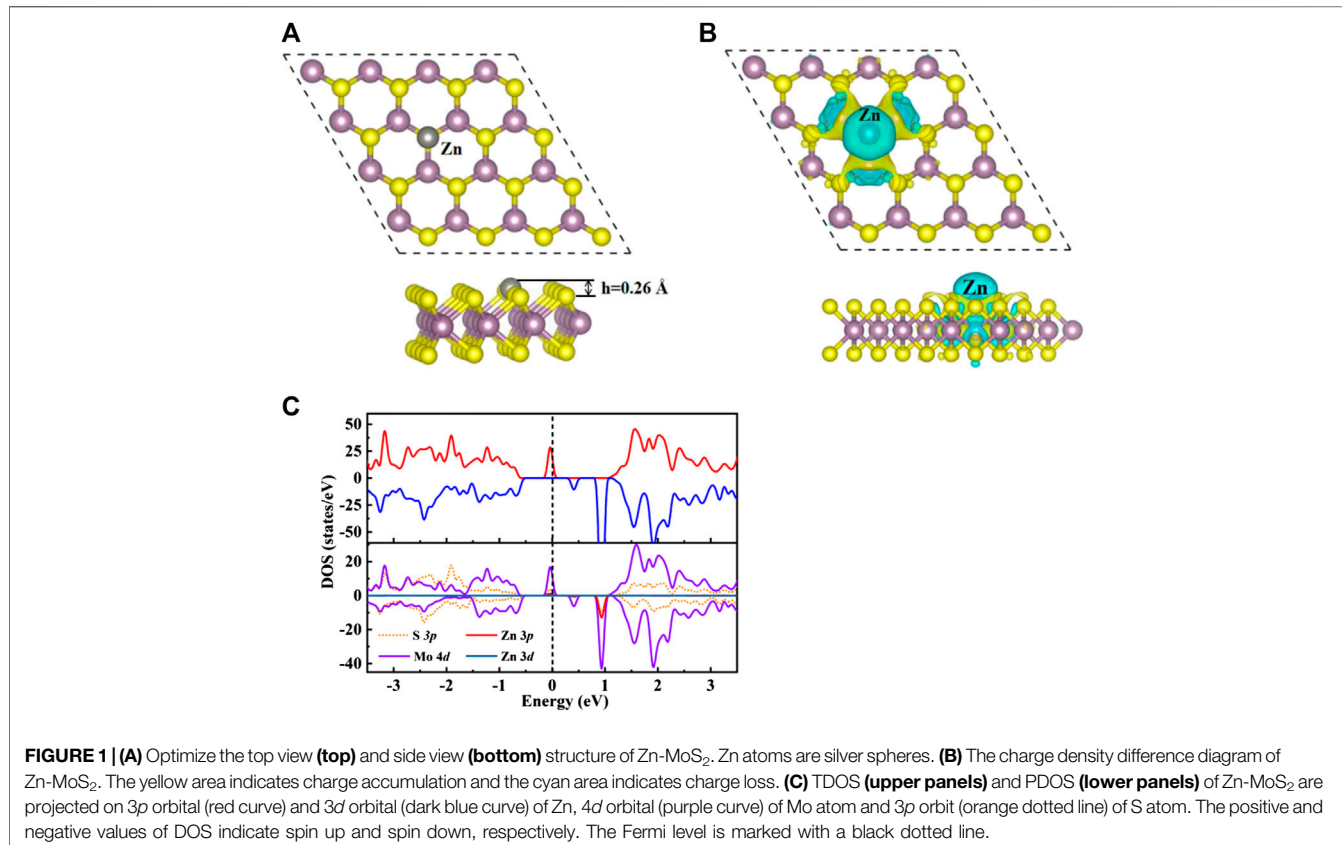 A
B
Zn
Zn
h=0.26 Å
Zn
C
50
25
0
-25
-50
20
0
-20
-40
DOS (states/eV)
S 3p
Zn 3p
Mo 4d
Zn 3d
-3 -2 -1 0 1 2 3
Energy (eV)
FIGURE 1 | (A) Optimize the top view (top) and side view (bottom) structure of Zn-MoS₂. Zn atoms are silver spheres. (B) The charge density difference diagram of
Zn-MoS₂. The yellow area indicates charge accumulation and the cyan area indicates charge loss. (C) TDOS (upper panels) and PDOS (lower panels) of Zn-MoS₂ are
projected on 3p orbital (red curve) and 3d orbital (dark blue curve) of Zn, 4d orbital (purple curve) of Mo atom and 3p orbit (orange dotted line) of S atom. The positive and
negative values of DOS indicate spin up and spin down, respectively. The Fermi level is marked with a black dotted line.